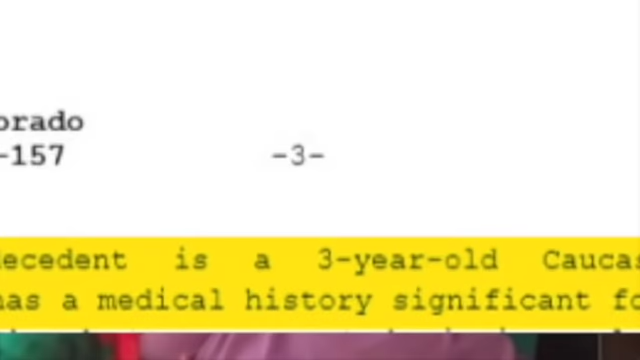 orado
-157 -3-
decedent is a 3-year-old Caucas
has a medical history significant fo